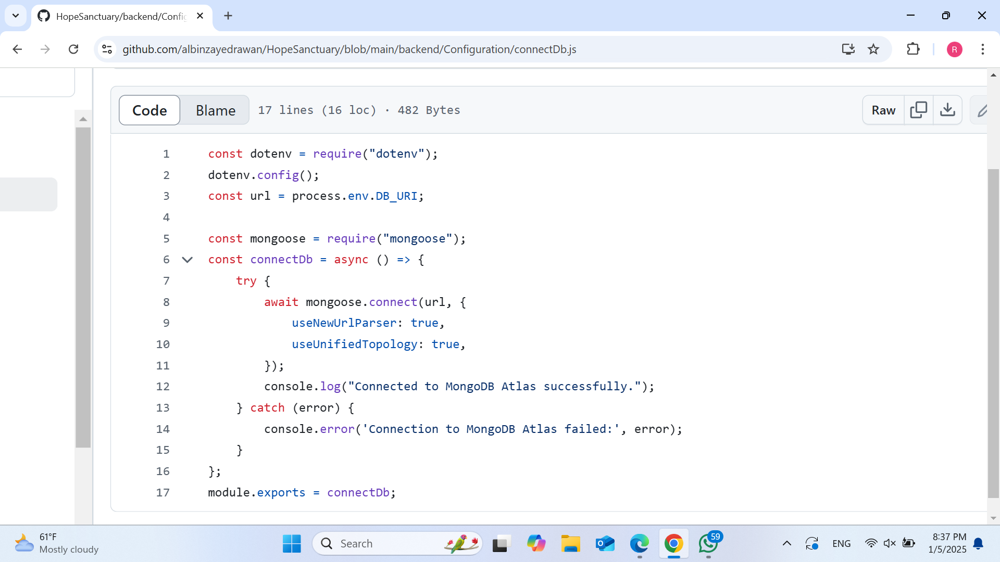 HopeSanctuary/backend/Confi
github.com/albinzayedrawan/HopeSanctuary/blob/main/backend/Configuration/connectDb.js
R
Code
Blame
17 lines (16 loc) · 482 Bytes
Raw
1 const dotenv = require("dotenv");
2 dotenv.config();
3 const url = process.env.DB_URI;
4
5 const mongoose = require("mongoose");
6 const connectDb = async () => {
7 try {
8 await mongoose.connect(url, {
9 useNewUrlParser: true,
10 useUnifiedTopology: true,
11 });
12 console.log("Connected to MongoDB Atlas successfully.");
13 } catch (error) {
14 console.error('Connection to MongoDB Atlas failed:', error);
15 }
16 };
17 module.exports = connectDb;
61°F
Mostly cloudy
Search
59
ENG
8:37 PM
1/5/2025